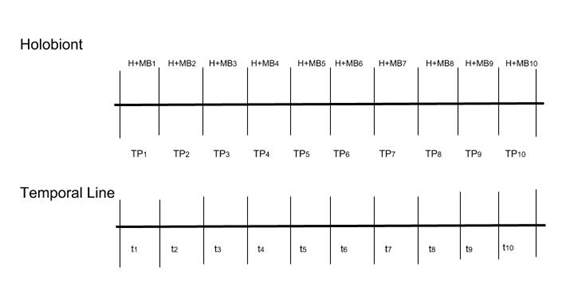 Holobiont
H+MB1 H+MB2 H+MB3 H+MB4 H+MB5 H+MB6 H+MB7 H+MB8 H+MB9 H+MB10
TP1 TP2 TP3 TP4 TP5 TP6 TP7 TP8 TP9 TP10
Temporal Line
t1 t2 t3 t4 t5 t6 t7 t8 t9 t10